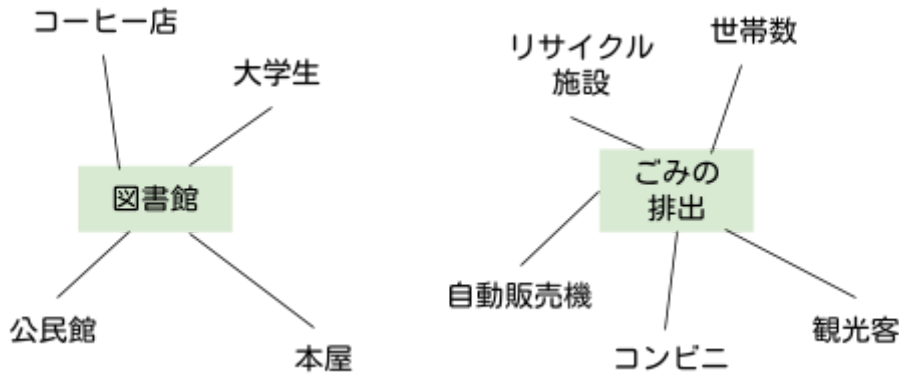 コーヒー店
大学生
図書館
公民館
本屋
リサイクル
施設
世帯数
ごみの
排出
自動販売機
コンビニ
観光客